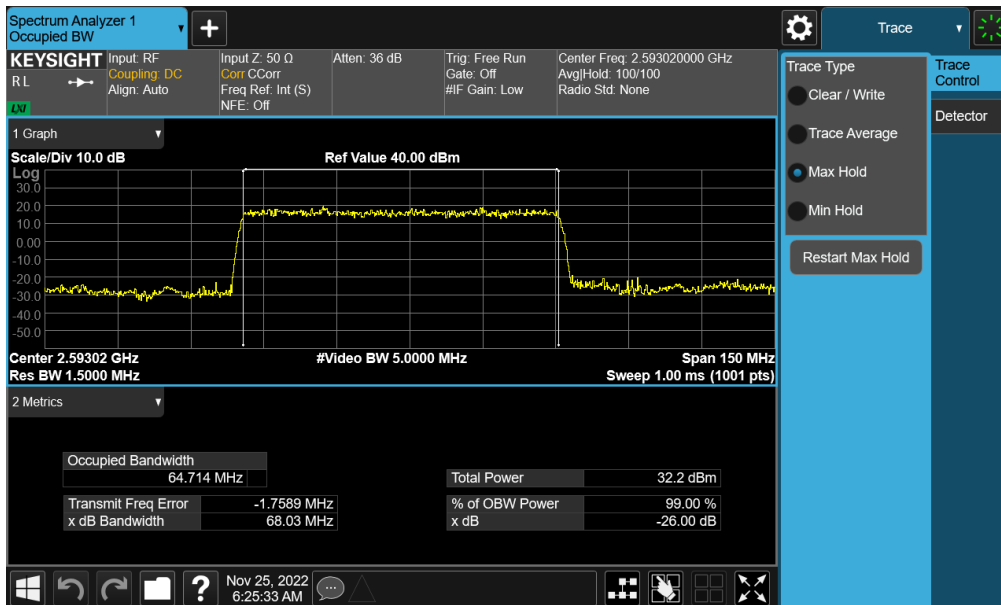 Spectrum Analyzer 1
Occupied BW
+
Trace
KEYSIGHT
R L
LXI
Input: RF
Coupling: DC
Align: Auto
Input Z: 50 Ω
Corr CCorr
Freq Ref: Int (S)
NFE: Off
Atten: 36 dB
Trig: Free Run
Gate: Off
#IF Gain: Low
Center Freq: 2.593020000 GHz
Avg|Hold: 100/100
Radio Std: None
Trace Type
Clear / Write
Trace Average
Max Hold
Min Hold
Restart Max Hold
Trace
Control
Detector
1 Graph
Scale/Div 10.0 dB
Ref Value 40.00 dBm
Log
30.0
20.0
10.0
0.00
-10.0
-20.0
-30.0
-40.0
-50.0
Center 2.59302 GHz
#Video BW 5.0000 MHz
Span 150 MHz
Res BW 1.5000 MHz
Sweep 1.00 ms (1001 pts)
2 Metrics
Occupied Bandwidth
64.714 MHz
Total Power 32.2 dBm
Transmit Freq Error -1.7589 MHz
% of OBW Power 99.00 %
x dB Bandwidth 68.03 MHz
x dB -26.00 dB
?
Nov 25, 2022
6:25:33 AM